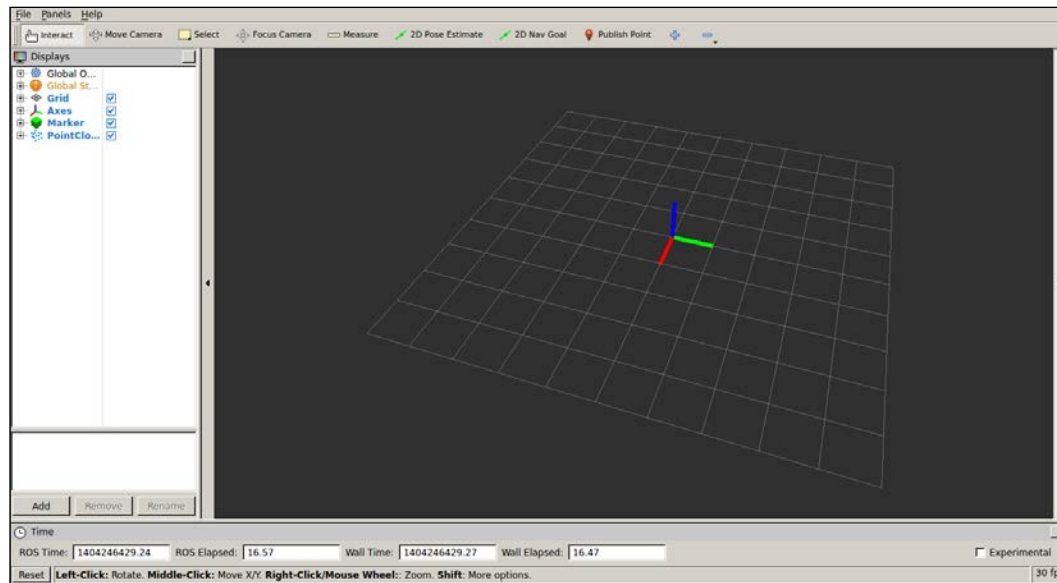 File Panels Help
Interact Move Camera Select Focus Camera Measure 2D Pose Estimate 2D Nav Goal Publish Point
Displays
Global O...
Global St...
Grid
Axes
Marker
PointClo...
Add Remove Rename
Time
ROS Time: 1404246429.24 ROS Elapsed: 16.57 Wall Time: 1404246429.27 Wall Elapsed: 16.47 Experimental
Reset Left-Click: Rotate. Middle-Click: Move X/Y. Right-Click/Mouse Wheel:: Zoom. Shift: More options. 30 fp